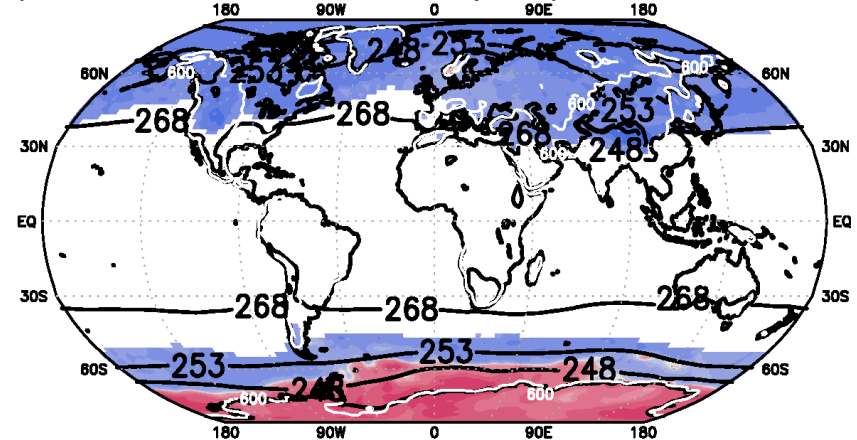 180 90W 0 90E 180
248 253
60N 600 253 600 60N
600 253
268 268 268
30N 600 248 30N
EQ EQ
30S 268 268 268 30S
253 253
60S 248 248 60S
600 600
180 90W 0 90E 180